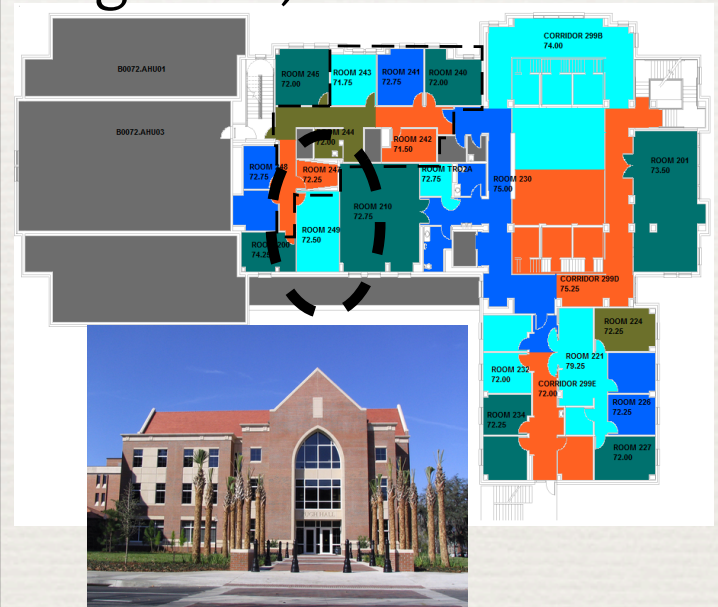 CORRIDOR 299B
74.00
B0072.AHU01
ROOM 245
72.00
ROOM 243
71.75
ROOM 241
72.75
ROOM 240
72.00
B0072.AHU03
ROOM 244
72.00
ROOM 242
71.50
ROOM 201
73.50
ROOM 248
72.75
72.25
72.75
ROOM 230
75.00
ROOM 210
72.75
ROOM 249
72.50
74.25
CORRIDOR 299D
75.25
ROOM 224
72.25
ROOM 221
79.25
ROOM 232
72.00
CORRIDOR 299E
72.00
ROOM 226
72.25
ROOM 234
72.25
ROOM 227
72.00